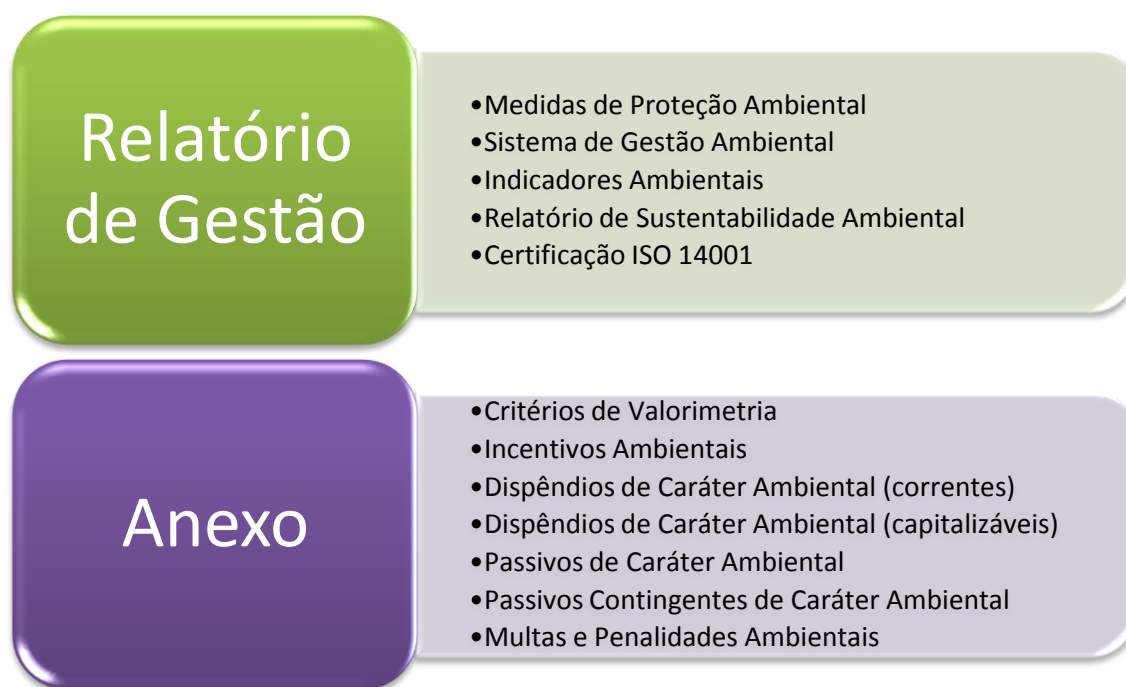 Relatório
de Gestão
•Medidas de Proteção Ambiental
•Sistema de Gestão Ambiental
•Indicadores Ambientais
•Relatório de Sustentabilidade Ambiental
•Certificação ISO 14001
Anexo
•Critérios de Valorimetria
•Incentivos Ambientais
•Dispêndios de Caráter Ambiental (correntes)
•Dispêndios de Caráter Ambiental (capitalizáveis)
•Passivos de Caráter Ambiental
•Passivos Contingentes de Caráter Ambiental
•Multas e Penalidades Ambientais